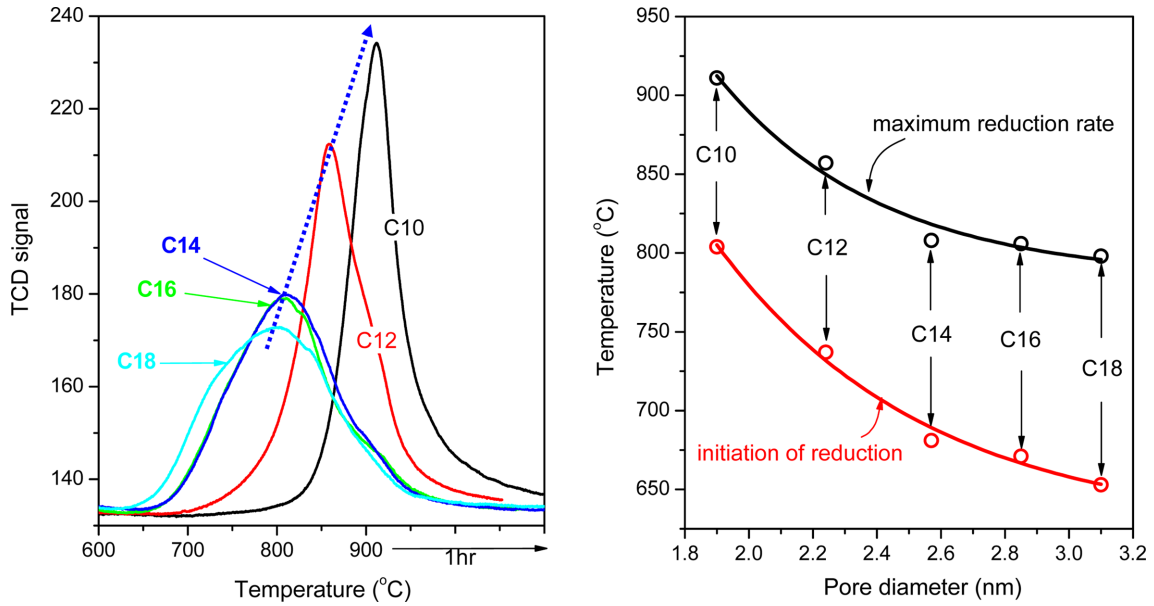 240
220
200
180
160
140
TCD signal
C14
C16
C18
C10
C12
600
700
800
900
1hr
Temperature (°C)
950
900
850
800
750
700
650
Temperature (°C)
maximum reduction rate
C10
C12
C14
C16
C18
initiation of reduction
1.8
2.0
2.2
2.4
2.6
2.8
3.0
3.2
Pore diameter (nm)